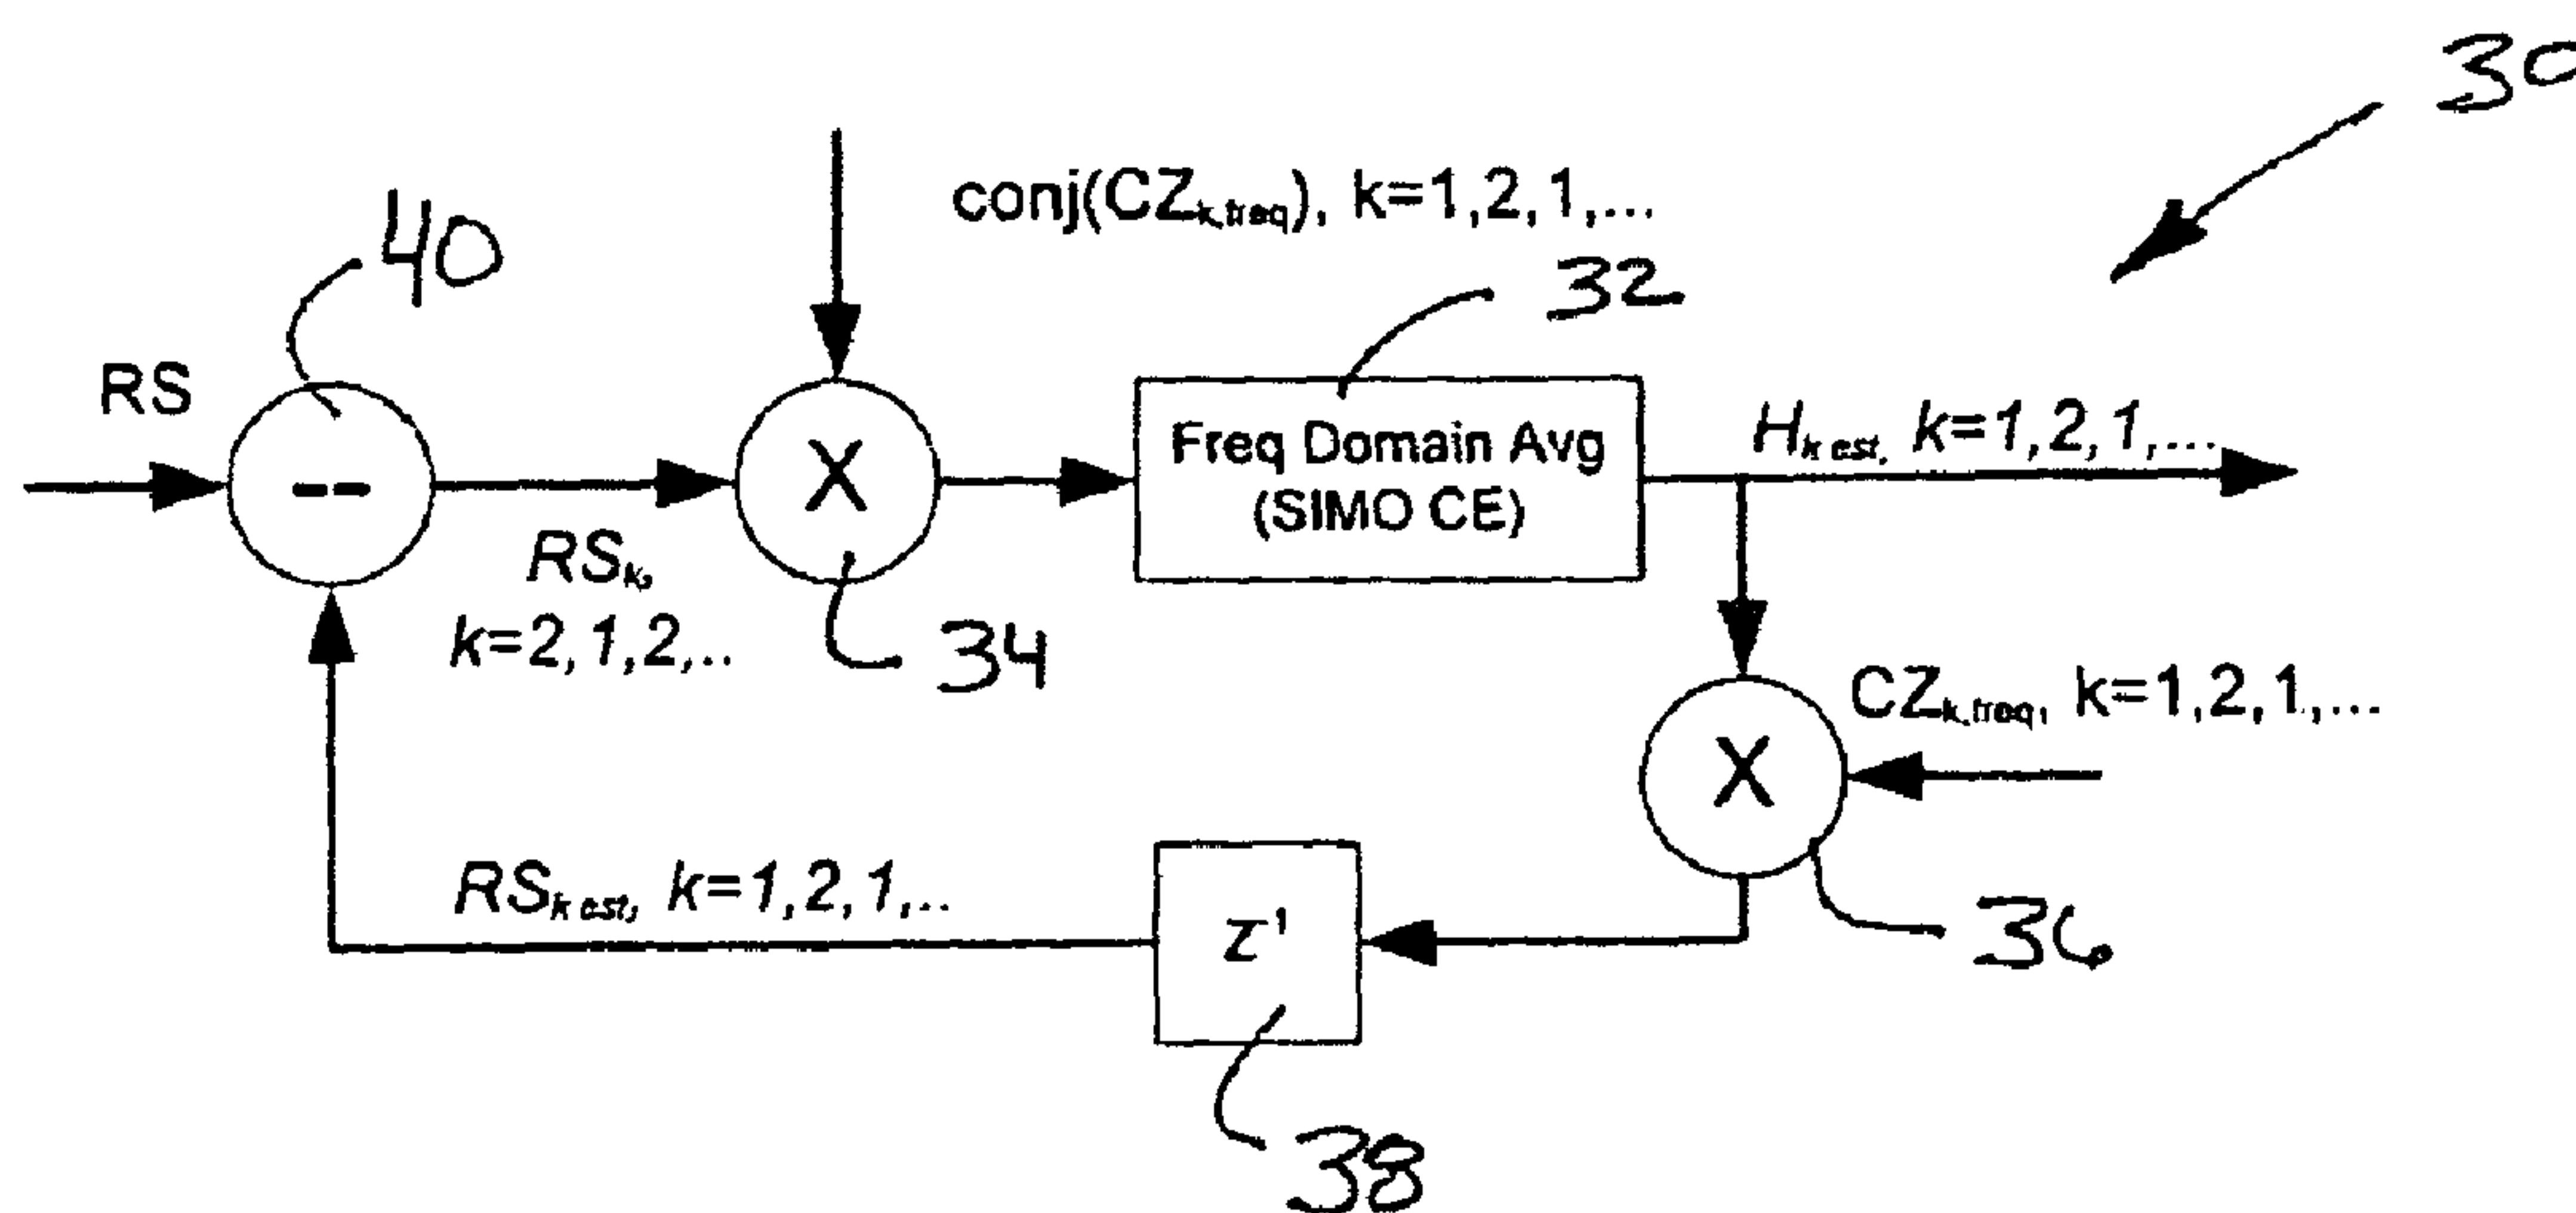 30
conj(CZk,freq), k=1,2,1,...
40
32
RS
--
X
Freq Domain Avg
(SIMO CE)
Hk est, k=1,2,1,...
RSk,
k=2,1,2,..
34
CZk,freq, k=1,2,1,...
X
RSk est, k=1,2,1,..
z¹
36
38